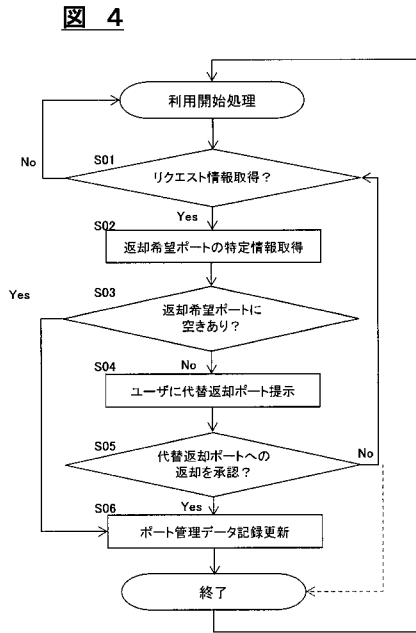 図 4
利用開始処理
No
S01
リクエスト情報取得？
Yes
S02
返却希望ポートの特定情報取得
Yes
S03
返却希望ポートに
空きあり？
No
S04
ユーザに代替返却ポート提示
S05
代替返却ポートへの
返却を承認？
No
Yes
S06
ポート管理データ記録更新
終了